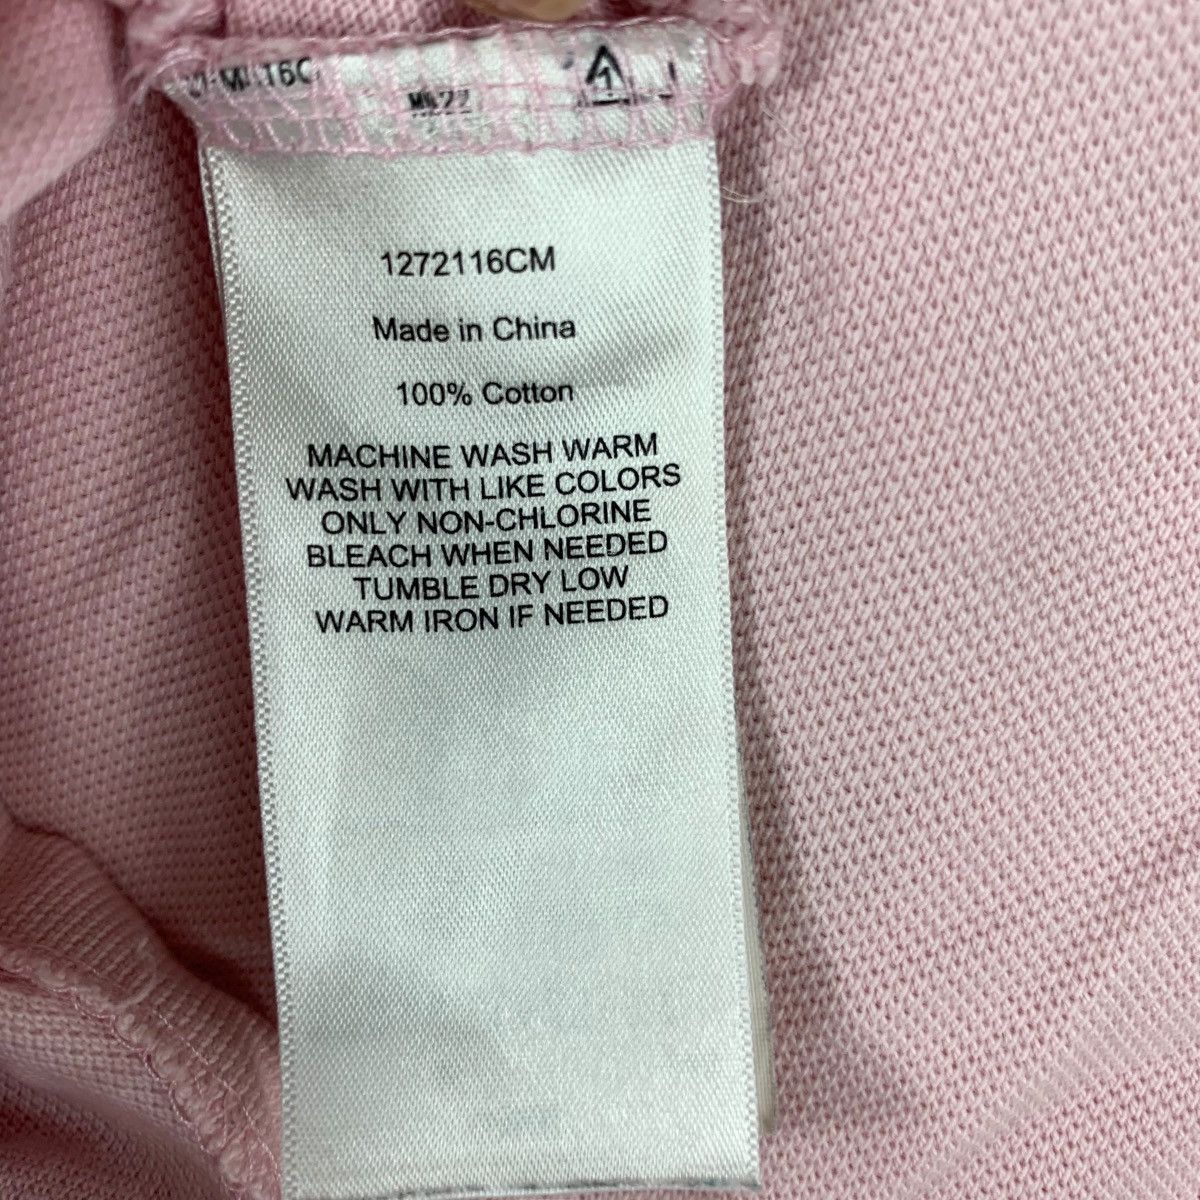 1272116CM
Made in China
100% Cotton
MACHINE WASH WARM
WASH WITH LIKE COLORS
ONLY NON-CHLORINE
BLEACH WHEN NEEDED
TUMBLE DRY LOW
WARM IRON IF NEEDED